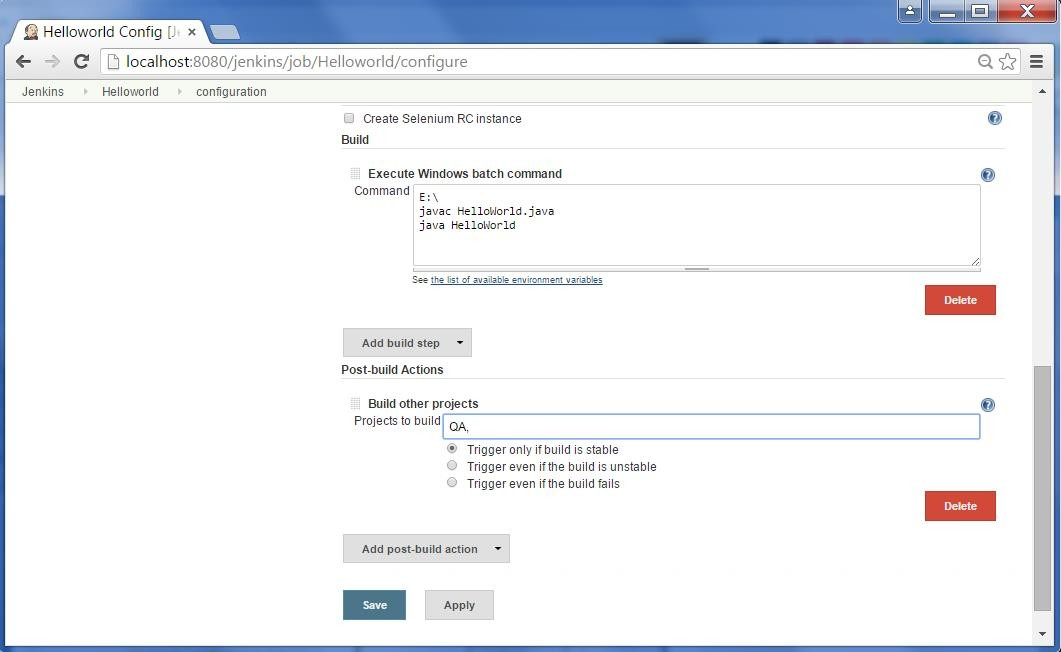 Helloworld Config [J
localhost:8080/jenkins/job/Helloworld/configure
Jenkins Helloworld configuration
Create Selenium RC instance
Build
Execute Windows batch command
Command
E:\
javac HelloWorld.java
java HelloWorld
See the list of available environment variables
Delete
Add build step
Post-build Actions
Build other projects
Projects to build QA,
Trigger only if build is stable
Trigger even if the build is unstable
Trigger even if the build fails
Delete
Add post-build action
Save Apply